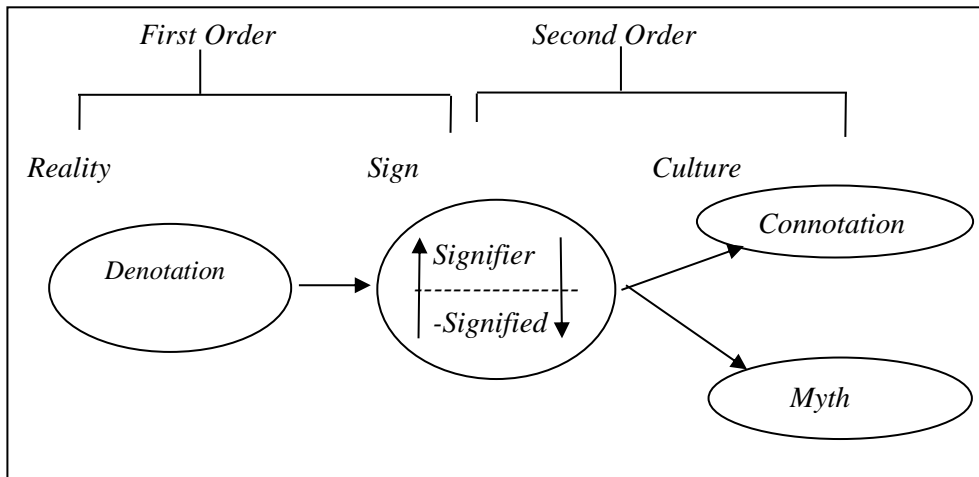 First Order Second Order
Reality Sign Culture
Connotation
Denotation
Signifier
-Signified
Myth